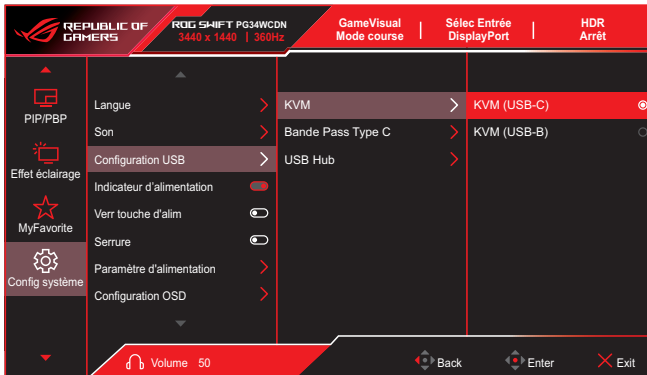 REPUBLIC OF
GAMERS
ROG SWIFT PG34WCDN
3440 x 1440 | 360Hz
GameVisual
Mode course
Sélec Entrée
DisplayPort
HDR
Arrêt
PIP/PBP
Effet éclairage
MyFavorite
Config système
Langue
Son
Configuration USB
Indicateur d'alimentation
Verr touche d'alim
Serrure
Paramètre d'alimentation
Configuration OSD
KVM
Bande Pass Type C
USB Hub
KVM (USB-C)
KVM (USB-B)
Volume 50
Back
Enter
Exit